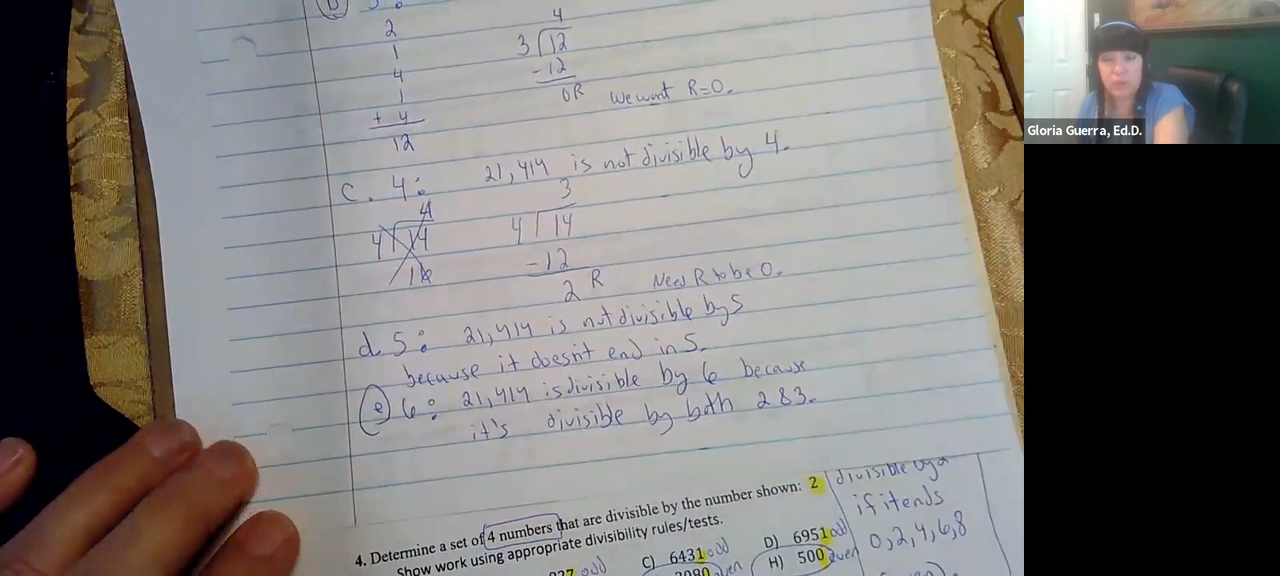 2
1
4
1
+ 4
12
4
3 12
-12
0R We want R=0.
C. 4: 21,414 is not divisible by 4.
4
4 14
16
3
4 14
-12
2 R Need R to be 0.
d. 5: 21,414 is not divisible by 5
because it doesn't end in 5.
e 6: 21,414 is divisible by 6 because
it's divisible by both 2 & 3.
4. Determine a set of 4 numbers that are divisible by the number shown: 2
Show work using appropriate divisibility rules/tests.
divisible by a
if it ends
0,2,4,6,8
odd
C) 6431 odd
D) 6951 odd
even
H) 500 even
Gloria Guerra, Ed.D.